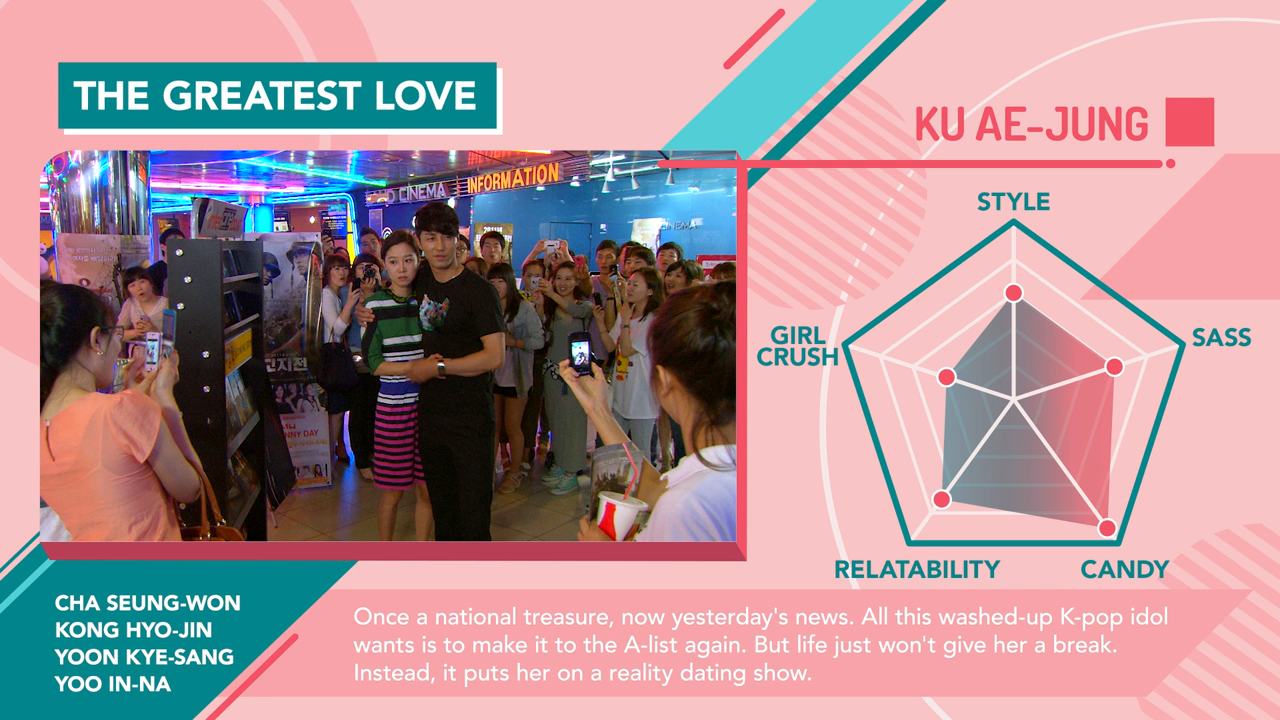 THE GREATEST LOVE
KU AE-JUNG
CINEMA
INFORMATION
CINEMA
STYLE
GIRL
CRUSH
SASS
RELATABILITY
CANDY
CHA SEUNG-WON
KONG HYO-JIN
YOON KYE-SANG
YOO IN-NA
Once a national treasure, now yesterday's news. All this washed-up K-pop idol
wants is to make it to the A-list again. But life just won't give her a break.
Instead, it puts her on a reality dating show.